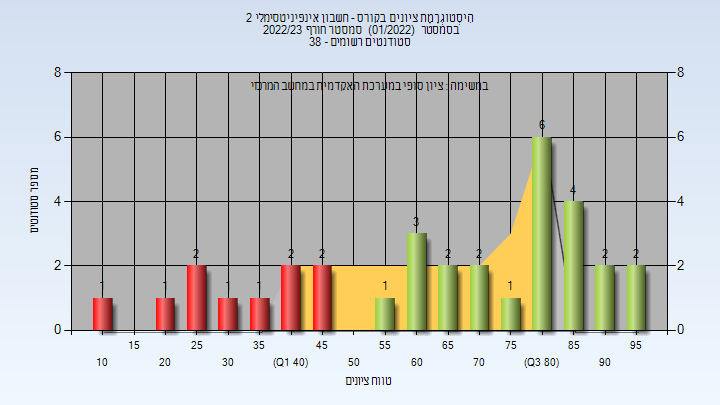 הִיסְטוֹגְרָמַת ציונים בקורס - חשבון אינפיניטסימלי 2
בסמסטר (01/2022) סמסטר חורף 2022/23
סטודנטים רשומים - 38
במשימה : ציון סופי במערכת האקדמית במחשב המרכזי
מספר סטודנטים
8 8
6 6
4 4
2 2
0 0
1 1 2 1 1 2 2 1 3 2 2 1 6 4 2 2
15 25 35 45 55 65 75 85 95
10 20 30 (Q1 40) 50 60 70 (Q3 80) 90
טווח ציונים